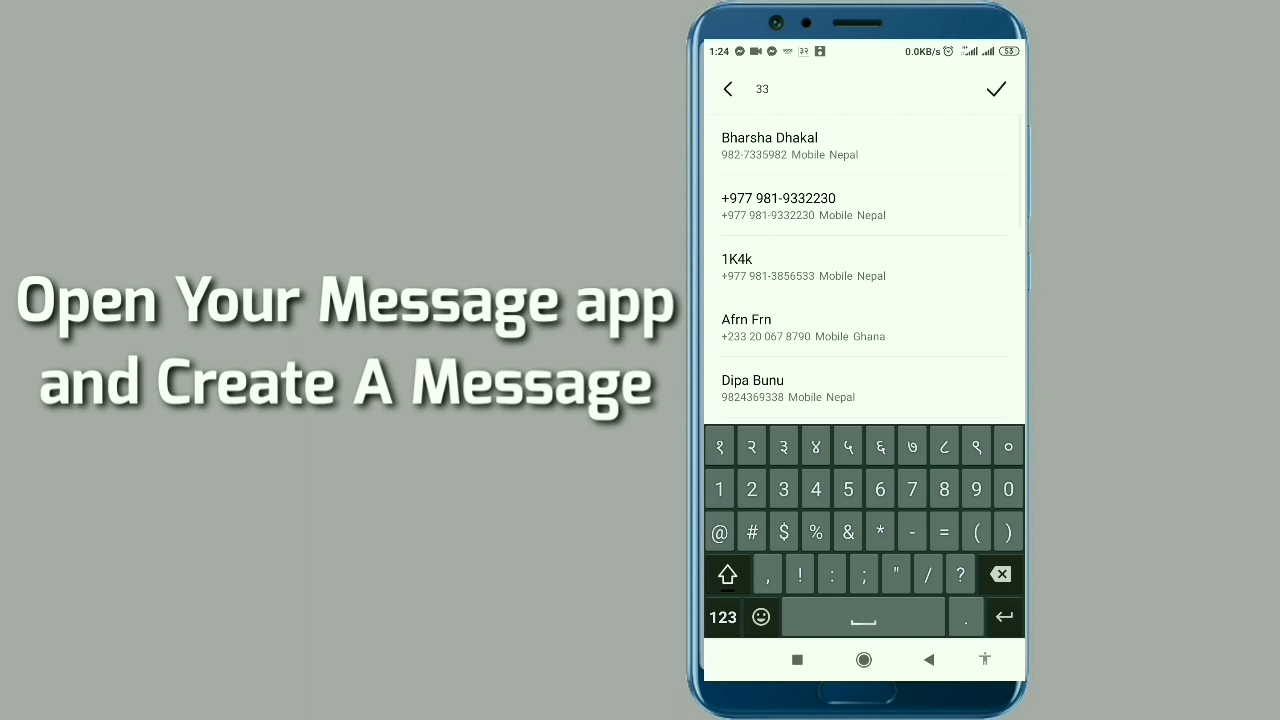 Open Your Message app
and Create A Message
1:24 ३२ 0.0KB/s 53
33
Bharsha Dhakal
982-7335982 Mobile Nepal
+977 981-9332230
+977 981-9332230 Mobile Nepal
1K4k
+977 981-3856533 Mobile Nepal
Afrn Frn
+233 20 067 8790 Mobile Ghana
Dipa Bunu
9824369338 Mobile Nepal
१ २ ३ ४ ५ ६ ७ ८ ९ ०
1 2 3 4 5 6 7 8 9 0
@ # $ % & * - = ( )
, ! : ; " / ?
123 .